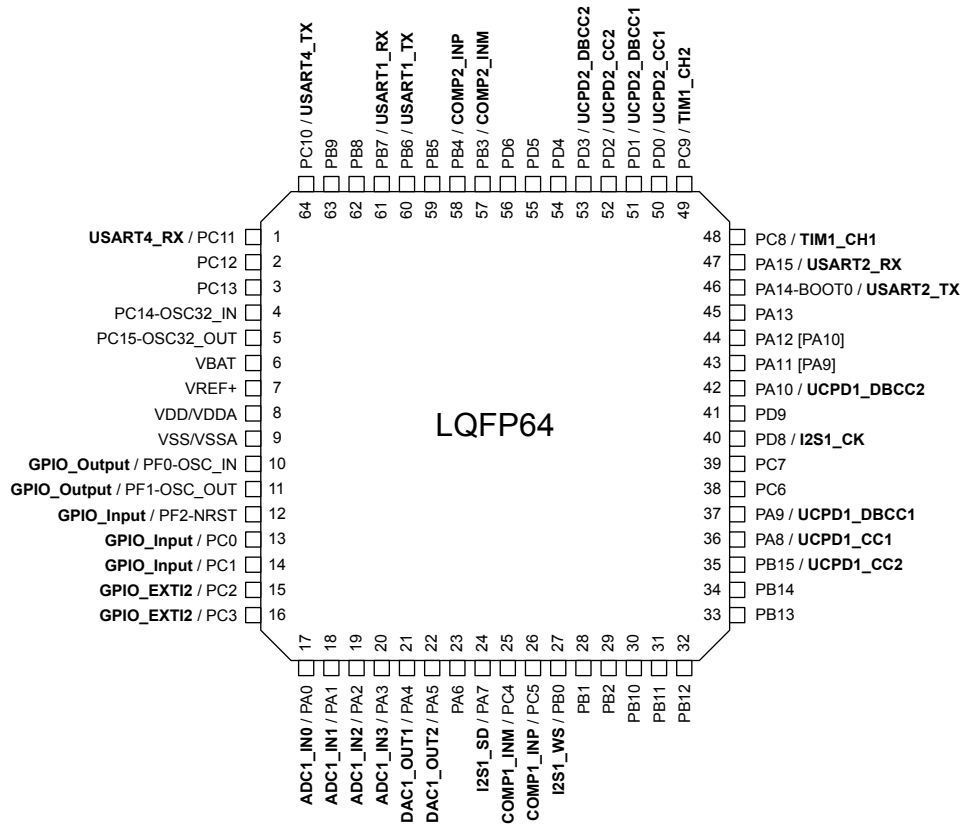 PC10 / USART4_TX
PB9
PB8
PB7 / USART1_RX
PB6 / USART1_TX
PB5
PB4 / COMP2_INP
PB3 / COMP2_INM
PD6
PD5
PD4
PD3 / UCPD2_DBCC2
PD2 / UCPD2_CC2
PD1 / UCPD2_DBCC1
PD0 / UCPD2_CC1
PC9 / TIM1_CH2
64 63 62 61 60 59 58 57 56 55 54 53 52 51 50 49
USART4_RX / PC11 1
PC12 2
PC13 3
PC14-OSC32_IN 4
PC15-OSC32_OUT 5
VBAT 6
VREF+ 7
VDD/VDDA 8
VSS/VSSA 9
GPIO_Output / PF0-OSC_IN 10
GPIO_Output / PF1-OSC_OUT 11
GPIO_Input / PF2-NRST 12
GPIO_Input / PC0 13
GPIO_Input / PC1 14
GPIO_EXTI2 / PC2 15
GPIO_EXTI2 / PC3 16
LQFP64
48 PC8 / TIM1_CH1
47 PA15 / USART2_RX
46 PA14-BOOT0 / USART2_TX
45 PA13
44 PA12 [PA10]
43 PA11 [PA9]
42 PA10 / UCPD1_DBCC2
41 PD9
40 PD8 / I2S1_CK
39 PC7
38 PC6
37 PA9 / UCPD1_DBCC1
36 PA8 / UCPD1_CC1
35 PB15 / UCPD1_CC2
34 PB14
33 PB13
17 18 19 20 21 22 23 24 25 26 27 28 29 30 31 32
ADC1_IN0 / PA0
ADC1_IN1 / PA1
ADC1_IN2 / PA2
ADC1_IN3 / PA3
DAC1_OUT1 / PA4
DAC1_OUT2 / PA5
PA6
I2S1_SD / PA7
COMP1_INM / PC4
COMP1_INP / PC5
I2S1_WS / PB0
PB1
PB2
PB10
PB11
PB12